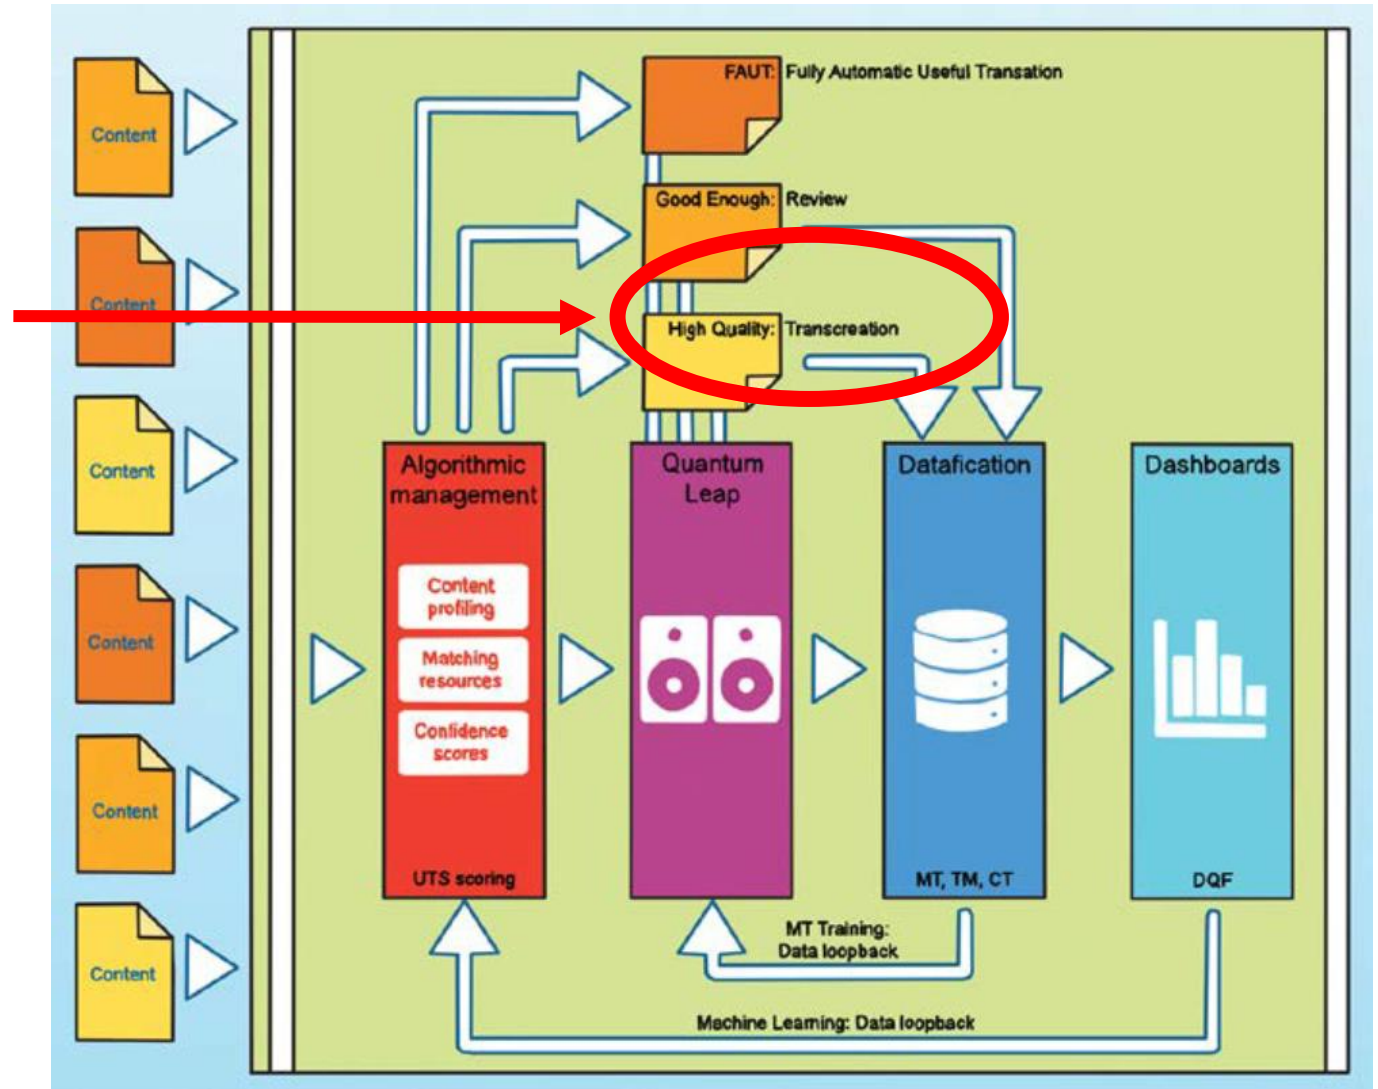 Content
Content
Content
Content
Content
Content
FAUT: Fully Automatic Useful Transation
Good Enough: Review
High Quality: Transcreation
Algorithmic
management
Content
profiling
Matching
resources
Confidence
scores
UTS scoring
Quantum
Leap
Datafication
MT, TM, CT
Dashboards
DQF
MT Training:
Data loopback
Machine Learning: Data loopback